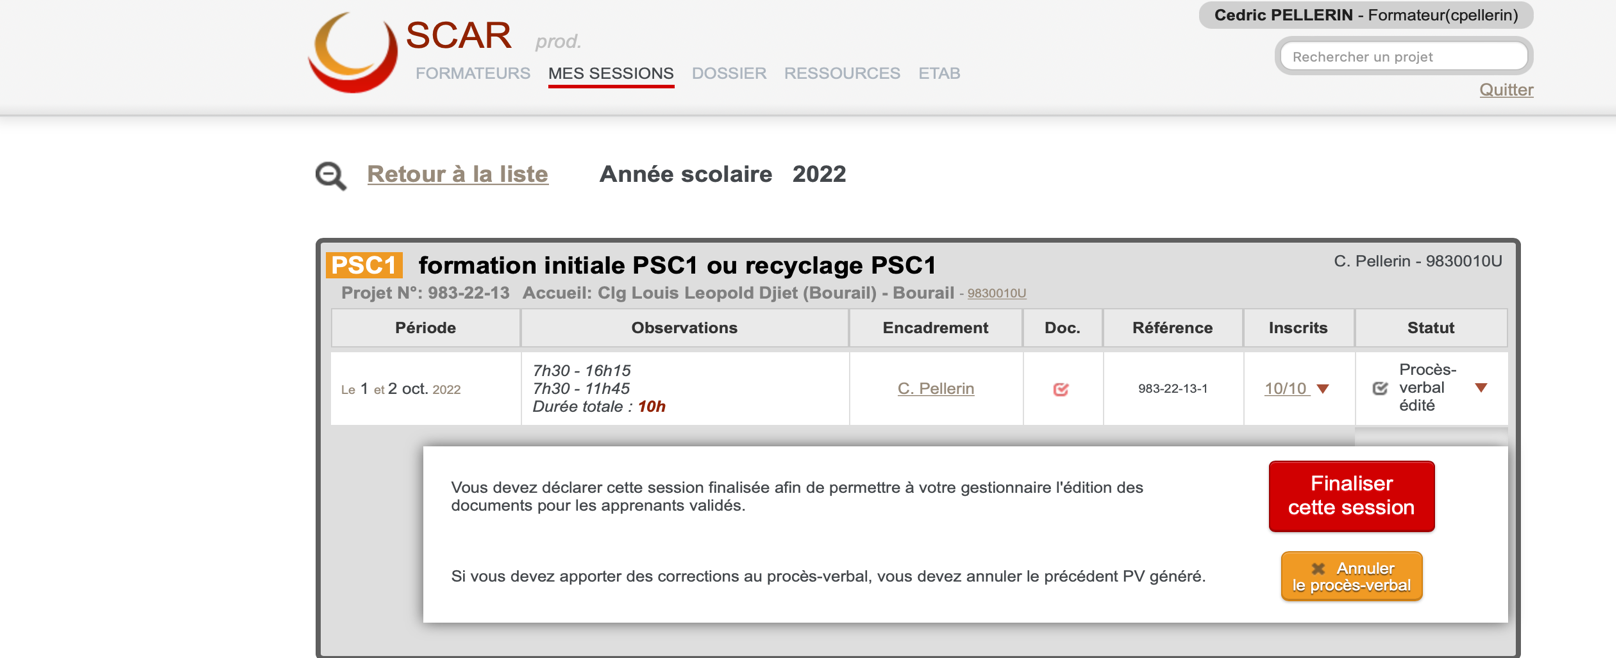 Cedric PELLERIN - Formateur(cpellerin)
SCAR prod.
Rechercher un projet
FORMATEURS MES SESSIONS DOSSIER RESSOURCES ETAB
Quitter
Retour à la liste Année scolaire 2022
PSC1 formation initiale PSC1 ou recyclage PSC1 C. Pellerin - 9830010U
Projet N°: 983-22-13 Accueil: Clg Louis Leopold Djiet (Bourail) - Bourail - 9830010U
Période Observations Encadrement Doc. Référence Inscrits Statut
Le 1 et 2 oct. 2022
7h30 - 16h15
7h30 - 11h45
Durée totale : 10h
C. Pellerin
983-22-13-1
10/10
Procès-
verbal
édité
Vous devez déclarer cette session finalisée afin de permettre à votre gestionnaire l'édition des
documents pour les apprenants validés.
Finaliser
cette session
Si vous devez apporter des corrections au procès-verbal, vous devez annuler le précédent PV généré.
Annuler
le procès-verbal